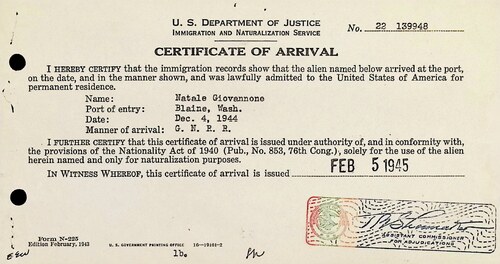 U. S. DEPARTMENT OF JUSTICE
IMMIGRATION AND NATURALIZATION SERVICE
No. 22 139948
CERTIFICATE OF ARRIVAL
I HEREBY CERTIFY that the immigration records show that the alien named below arrived at the port,
on the date, and in the manner shown, and was lawfully admitted to the United States of America for
permanent residence.
Name: Natale Giovannone
Port of entry: Blaine, Wash.
Date: Dec. 4, 1944
Manner of arrival: G. N. R. R.
I FURTHER CERTIFY that this certificate of arrival is issued under authority of, and in conformity with,
the provisions of the Nationality Act of 1940 (Pub., No. 853, 76th Cong.), solely for the use of the alien
herein named and only for naturalization purposes.
IN WITNESS WHEREOF, this certificate of arrival is issued FEB 5 1945
ASSISTANT COMMISSIONER
FOR ADJUDICATIONS
Form N-225
Edition February, 1943
U. S. GOVERNMENT PRINTING OFFICE
lb.